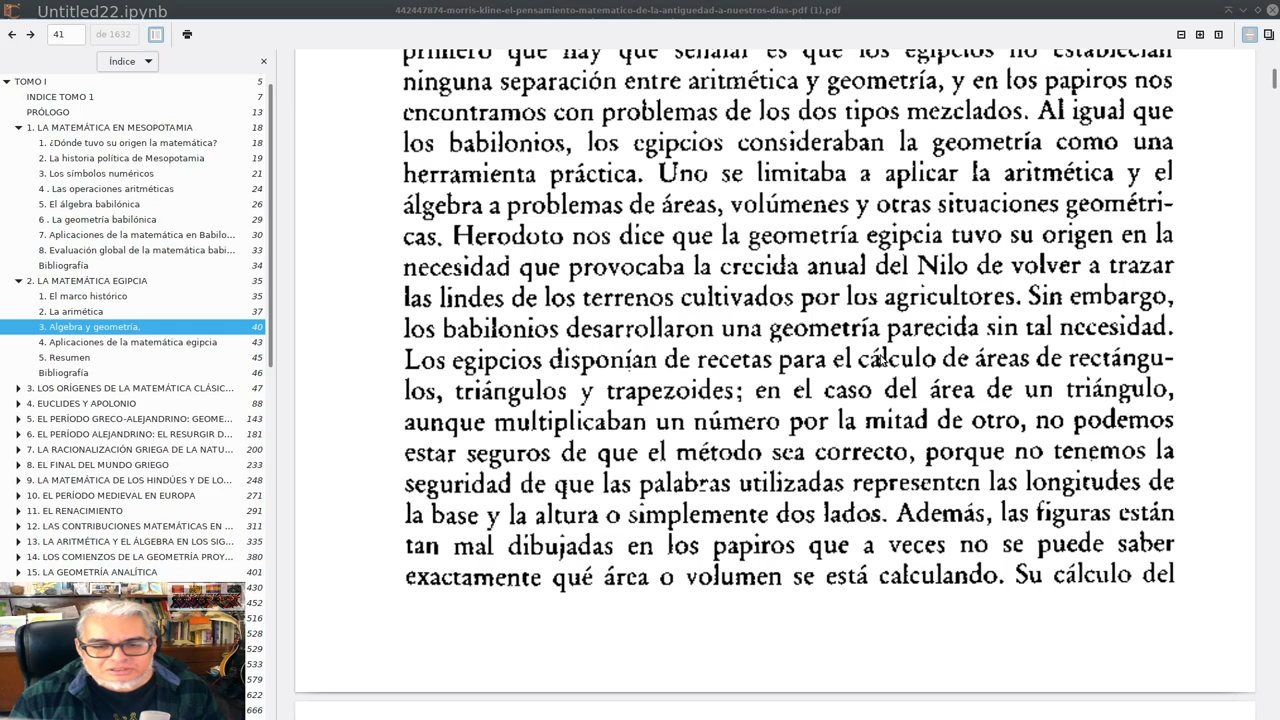 Untitled22.ipynb
442447874-morris-kline-el-pensamiento-matematico-de-la-antiguedad-a-nuestros-dias-pdf (1).pdf
41
de 1632
Índice
TOMO I 5
INDICE TOMO 1 7
PRÓLOGO 13
1. LA MATEMÁTICA EN MESOPOTAMIA 18
1. ¿Dónde tuvo su origen la matemática? 18
2. La historia política de Mesopotamia 19
3. Los símbolos numéricos 21
4 . Las operaciones aritméticas 24
5. El álgebra babilónica 26
6 . La geometría babilónica 29
7. Aplicaciones de la matemática en Babilo... 30
8. Evaluación global de la matemática babi... 33
Bibliografía 34
2. LA MATEMÁTICA EGIPCIA 35
1. El marco histórico 35
2. La arimética 37
3. Algebra y geometría, 40
4. Aplicaciones de la matemática egipcia 43
5. Resumen 45
Bibliografía 46
3. LOS ORÍGENES DE LA MATEMÁTICA CLÁSIC... 47
4. EUCLIDES Y APOLONIO 88
5. EL PERÍODO GRECO-ALEJANDRINO: GEOME... 143
6. EL PERÍODO ALEJANDRINO: EL RESURGIR D... 181
7. LA RACIONALIZACIÓN GRIEGA DE LA NATU... 200
8. EL FINAL DEL MUNDO GRIEGO 233
9. LA MATEMÁTICA DE LOS HINDÚES Y DE LO... 248
10. EL PERÍODO MEDIEVAL EN EUROPA 271
11. EL RENACIMIENTO 291
12. LAS CONTRIBUCIONES MATEMÁTICAS EN ... 311
13. LA ARITMÉTICA Y EL ÁLGEBRA EN LOS SIG... 335
14. LOS COMIENZOS DE LA GEOMETRÍA PROY... 380
15. LA GEOMETRÍA ANALÍTICA 401
430
452
516
528
529
533
579
622
666
primero que hay que señalar es que los egipcios no establecían
ninguna separación entre aritmética y geometría, y en los papiros nos
encontramos con problemas de los dos tipos mezclados. Al igual que
los babilonios, los egipcios consideraban la geometría como una
herramienta práctica. Uno se limitaba a aplicar la aritmética y el
álgebra a problemas de áreas, volúmenes y otras situaciones geométri-
cas. Herodoto nos dice que la geometría egipcia tuvo su origen en la
necesidad que provocaba la crecida anual del Nilo de volver a trazar
las lindes de los terrenos cultivados por los agricultores. Sin embargo,
los babilonios desarrollaron una geometría parecida sin tal necesidad.
Los egipcios disponían de recetas para el cálculo de áreas de rectángu-
los, triángulos y trapezoides; en el caso del área de un triángulo,
aunque multiplicaban un número por la mitad de otro, no podemos
estar seguros de que el método sea correcto, porque no tenemos la
seguridad de que las palabras utilizadas representen las longitudes de
la base y la altura o simplemente dos lados. Además, las figuras están
tan mal dibujadas en los papiros que a veces no se puede saber
exactamente qué área o volumen se está calculando. Su cálculo del